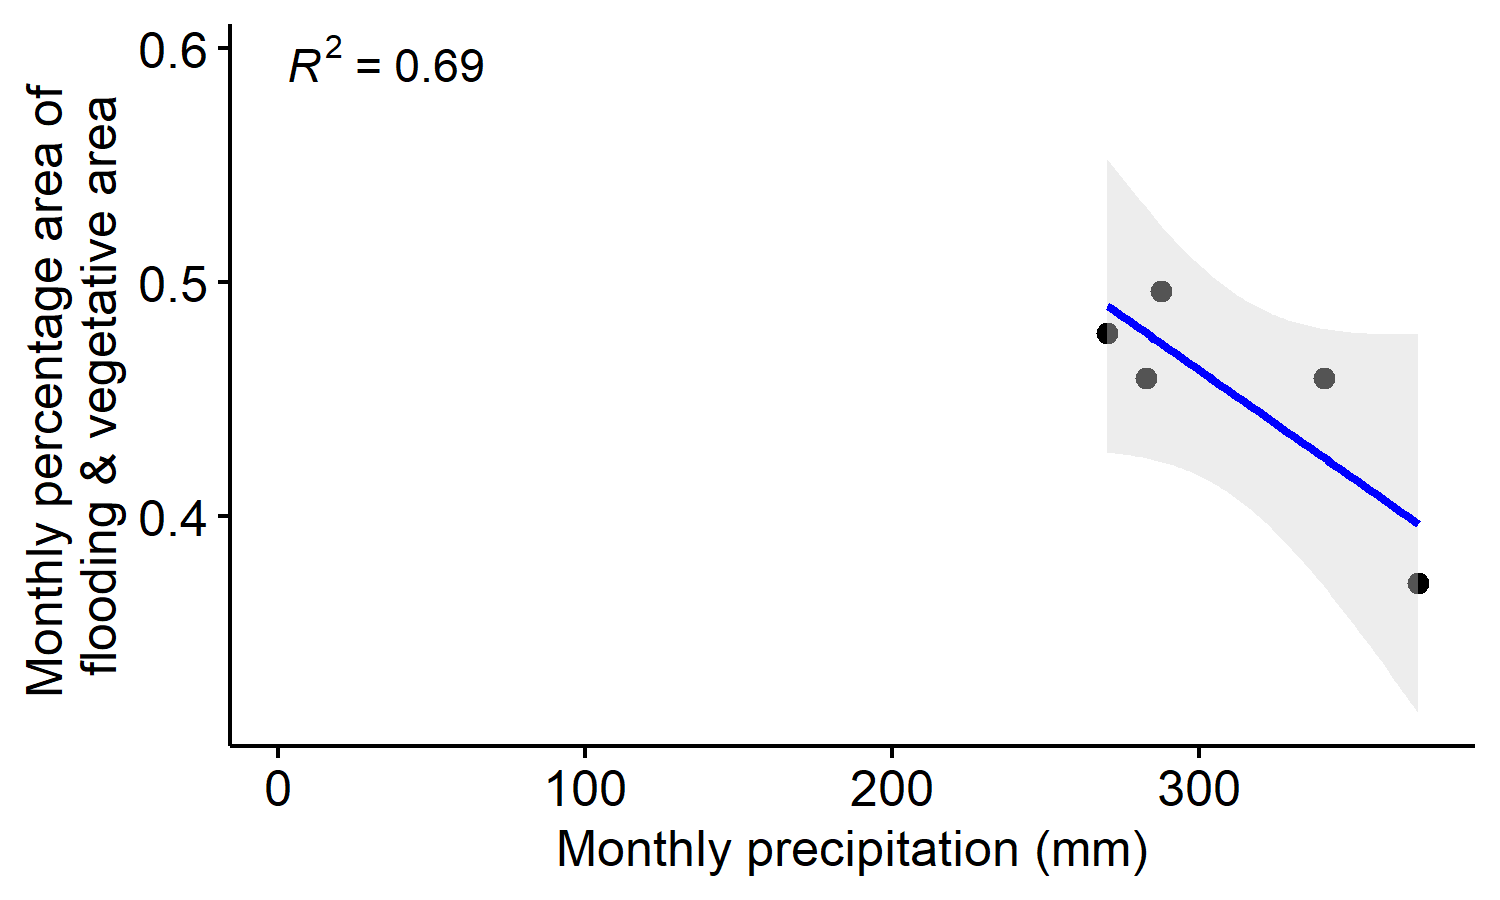 R² = 0.69
0.6
0.5
0.4
Monthly percentage area of
flooding & vegetative area
0 100 200 300
Monthly precipitation (mm)